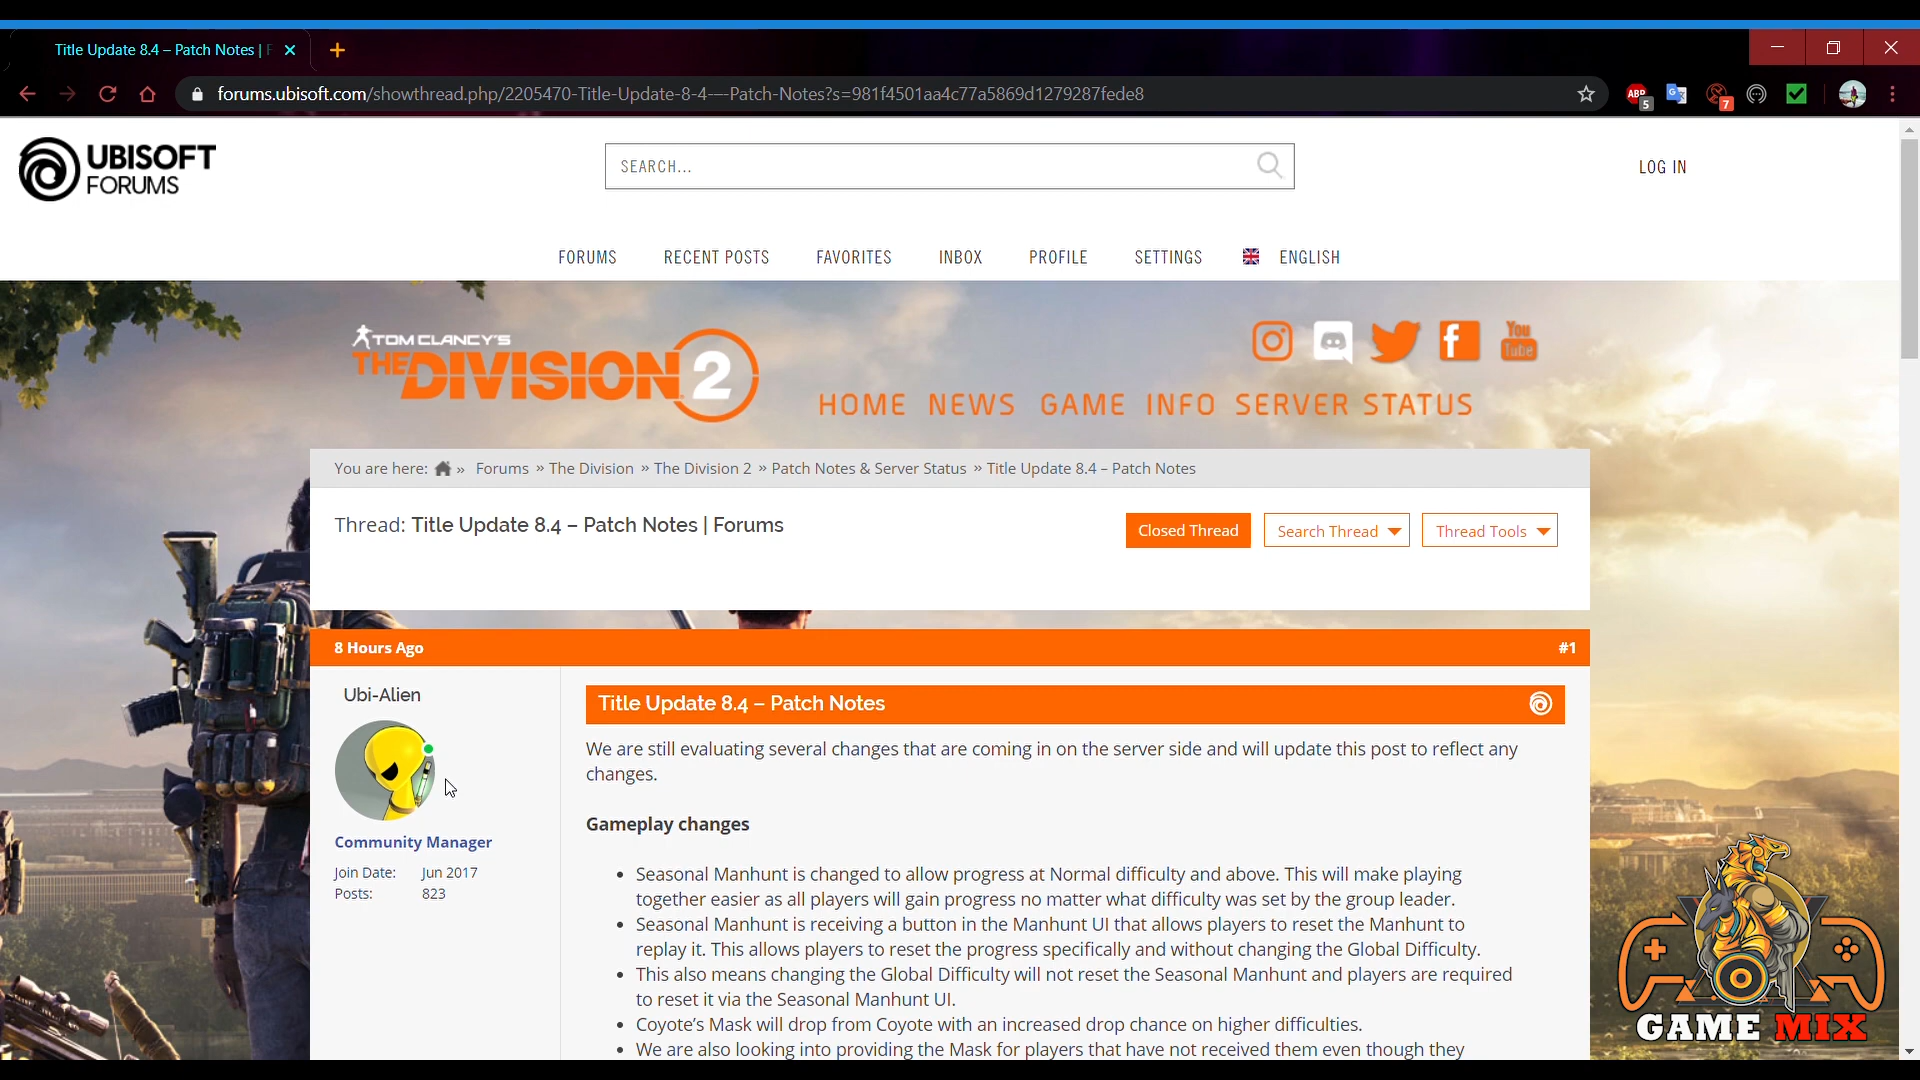 Title Update 8.4 – Patch Notes | F
forums.ubisoft.com/showthread.php/2205470-Title-Update-8-4-–-Patch-Notes?s=981f4501aa4c77a5869d1279287fede8
ABP
5
7
UBISOFT
FORUMS
SEARCH...
LOG IN
FORUMS RECENT POSTS FAVORITES INBOX PROFILE SETTINGS ENGLISH
TOM CLANCY'S
THE DIVISION 2
You Tube
HOME NEWS GAME INFO SERVER STATUS
You are here: » Forums » The Division » The Division 2 » Patch Notes & Server Status » Title Update 8.4 – Patch Notes
Thread: Title Update 8.4 – Patch Notes | Forums
Closed Thread Search Thread Thread Tools
8 Hours Ago #1
Ubi-Alien
Community Manager
Join Date: Jun 2017
Posts: 823
Title Update 8.4 – Patch Notes
We are still evaluating several changes that are coming in on the server side and will update this post to reflect any
changes.
Gameplay changes
• Seasonal Manhunt is changed to allow progress at Normal difficulty and above. This will make playing
together easier as all players will gain progress no matter what difficulty was set by the group leader.
• Seasonal Manhunt is receiving a button in the Manhunt UI that allows players to reset the Manhunt to
replay it. This allows players to reset the progress specifically and without changing the Global Difficulty.
• This also means changing the Global Difficulty will not reset the Seasonal Manhunt and players are required
to reset it via the Seasonal Manhunt UI.
• Coyote's Mask will drop from Coyote with an increased drop chance on higher difficulties.
• We are also looking into providing the Mask for players that have not received them even though they
GAME MIX